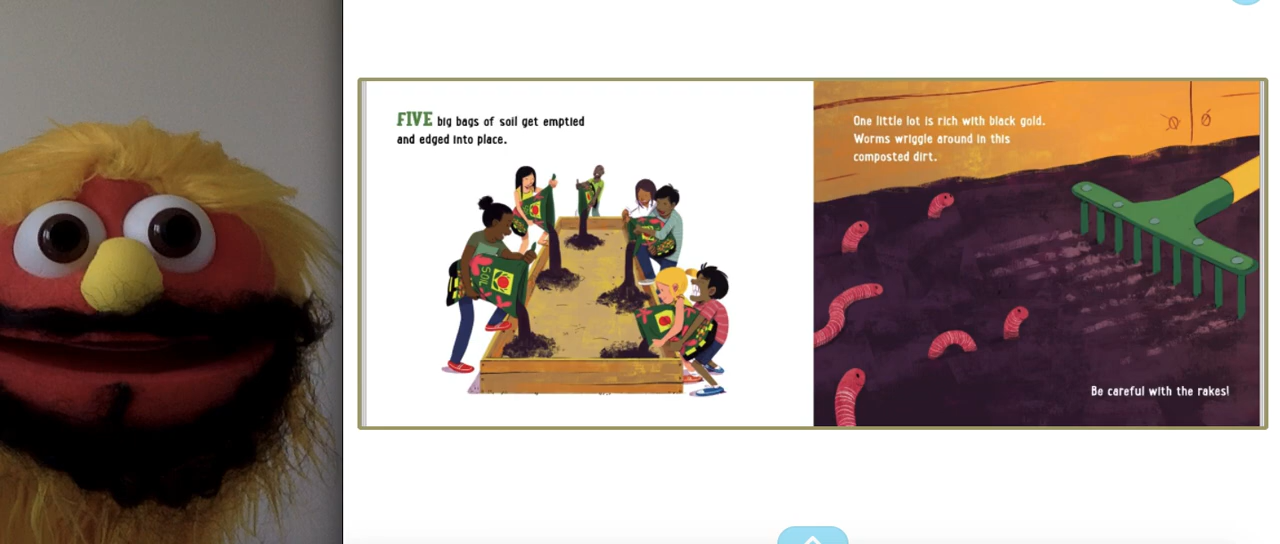 FIVE big bags of soil get emptied
and edged into place.
SOIL
One little lot is rich with black gold.
Worms wriggle around in this
composted dirt.
Be careful with the rakes!